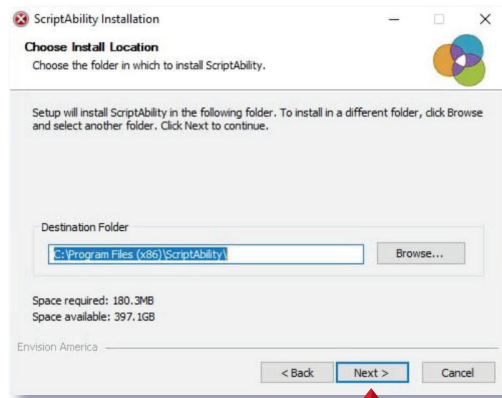 ScriptAbility Installation
Choose Install Location
Choose the folder in which to install ScriptAbility.
Setup will install ScriptAbility in the following folder. To install in a different folder, click Browse
and select another folder. Click Next to continue.
Destination Folder
C:\Program Files (x86)\ScriptAbility\
Browse...
Space required: 180.3MB
Space available: 397.1GB
Envision America
< Back Next > Cancel